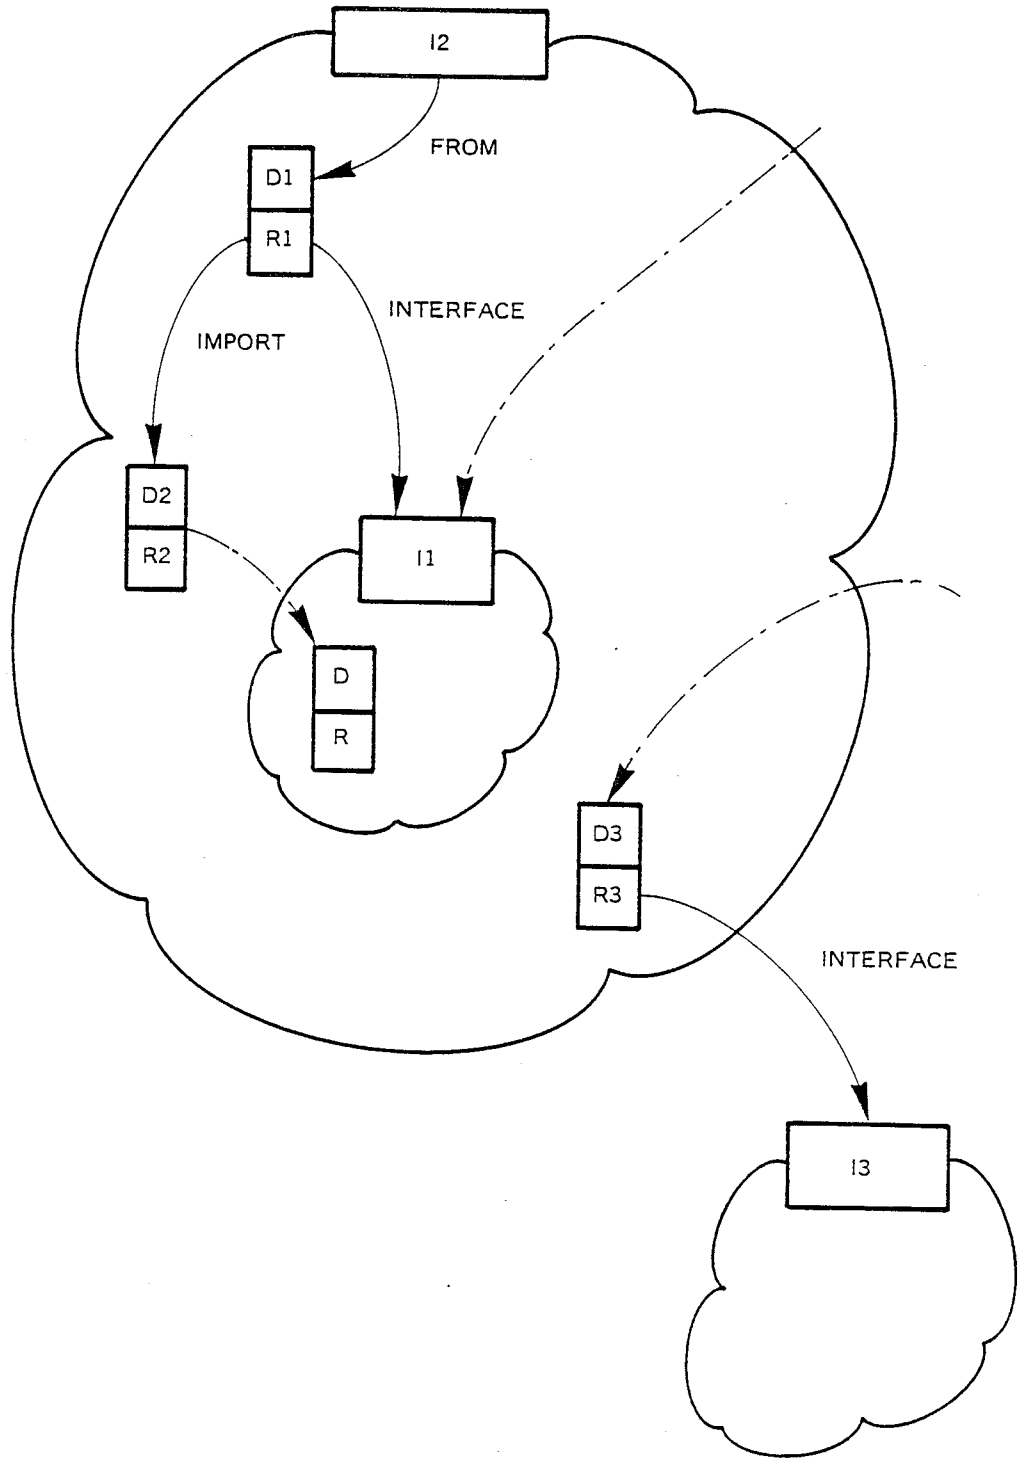 I2
FROM
D1
R1
INTERFACE
IMPORT
D2
R2
I1
D
R
D3
R3
INTERFACE
I3